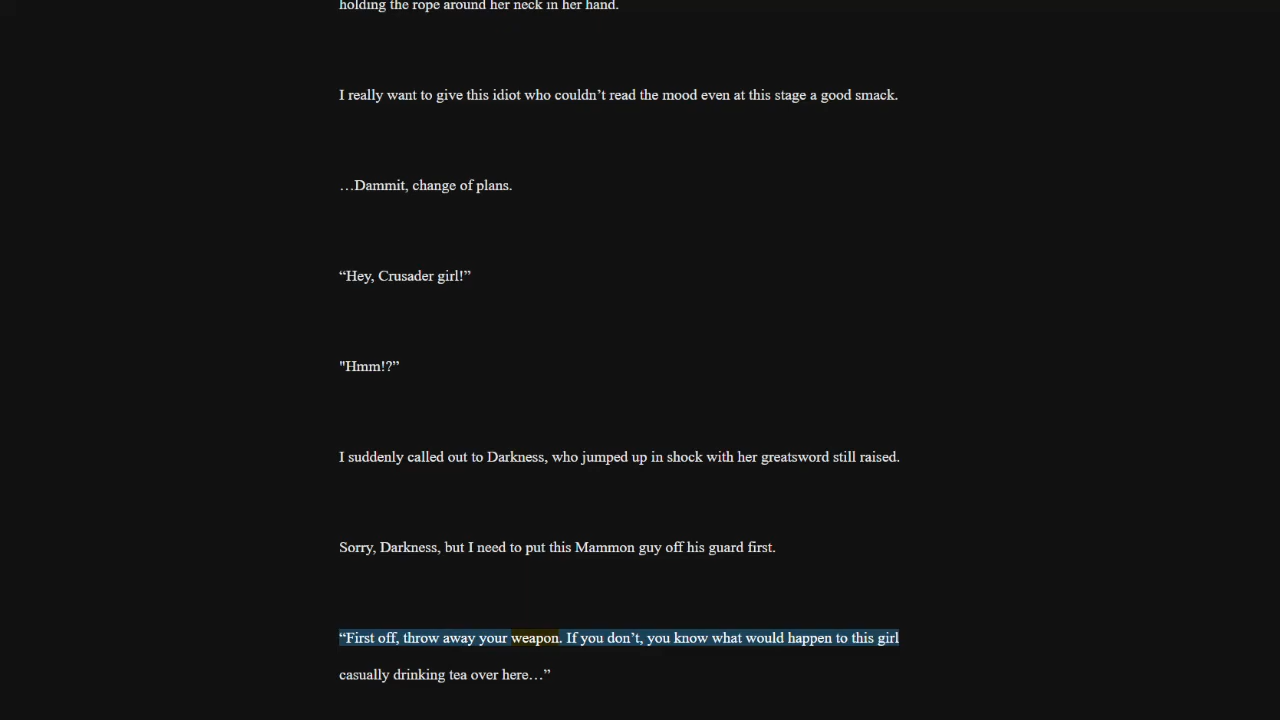 holding the rope around her neck in her hand.
I really want to give this idiot who couldn’t read the mood even at this stage a good smack.
…Dammit, change of plans.
“Hey, Crusader girl!”
"Hmm!?”
I suddenly called out to Darkness, who jumped up in shock with her greatsword still raised.
Sorry, Darkness, but I need to put this Mammon guy off his guard first.
“First off, throw away your weapon. If you don’t, you know what would happen to this girl
casually drinking tea over here…”